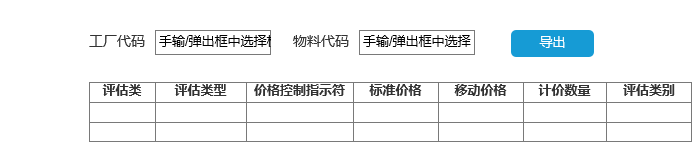 工厂代码 手输/弹出框中选择 物料代码 手输/弹出框中选择 导出
评估类 评估类型 价格控制指示符 标准价格 移动价格 计价数量 评估类别